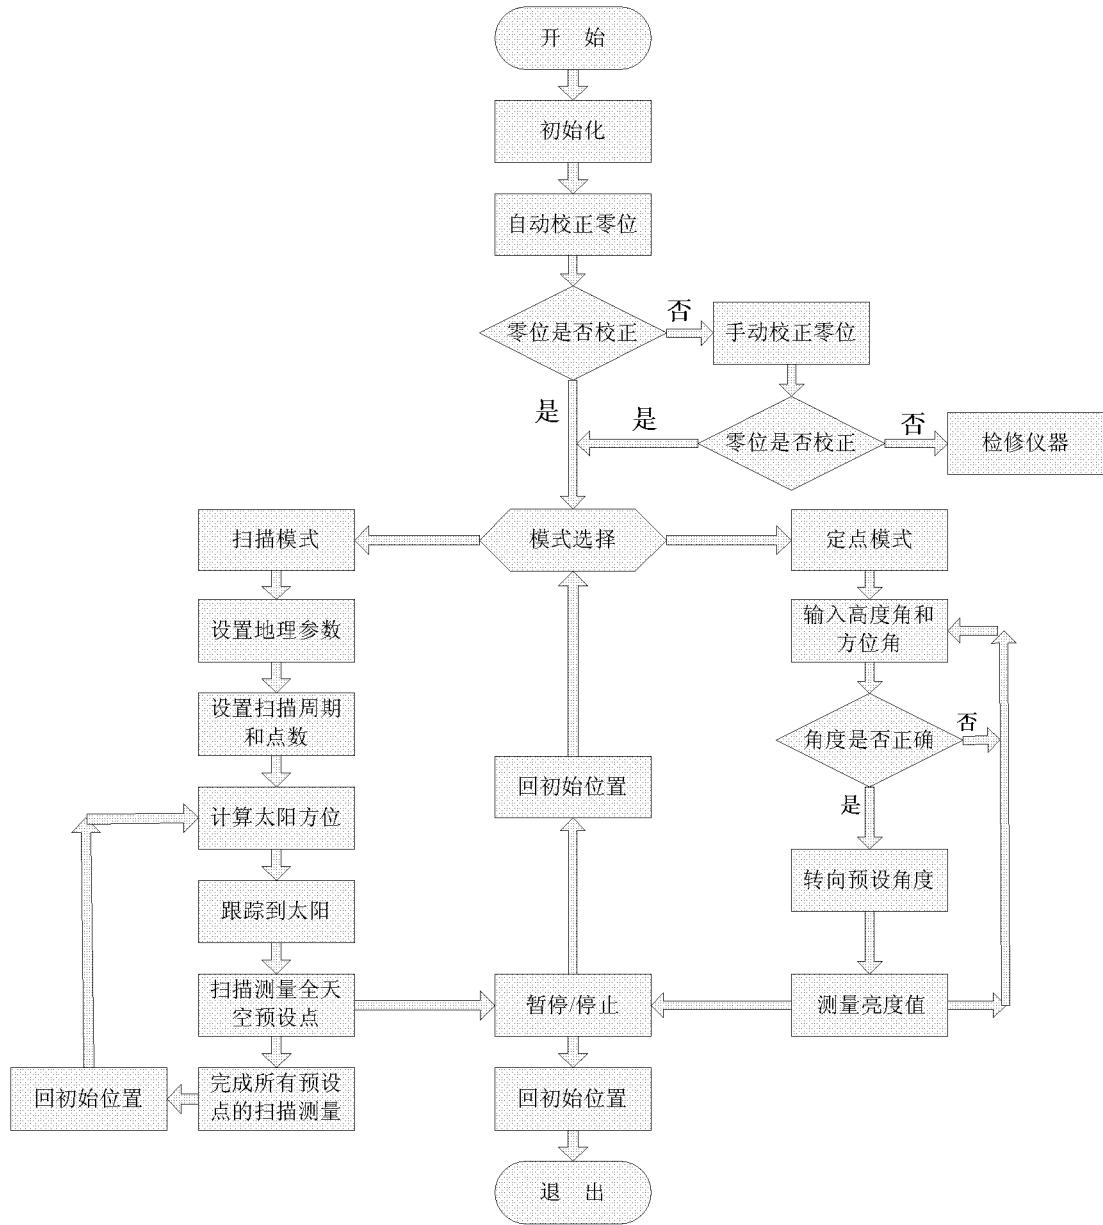 开 始
初始化
自动校正零位
零位是否校正
否
手动校正零位
是
是
零位是否校正
否
检修仪器
扫描模式
模式选择
定点模式
设置地理参数
输入高度角和
方位角
设置扫描周期
和点数
角度是否正确
否
回初始位置
计算太阳方位
是
跟踪到太阳
转向预设角度
扫描测量全天
空预设点
暂停/停止
测量亮度值
回初始位置
完成所有预设
点的扫描测量
回初始位置
退 出